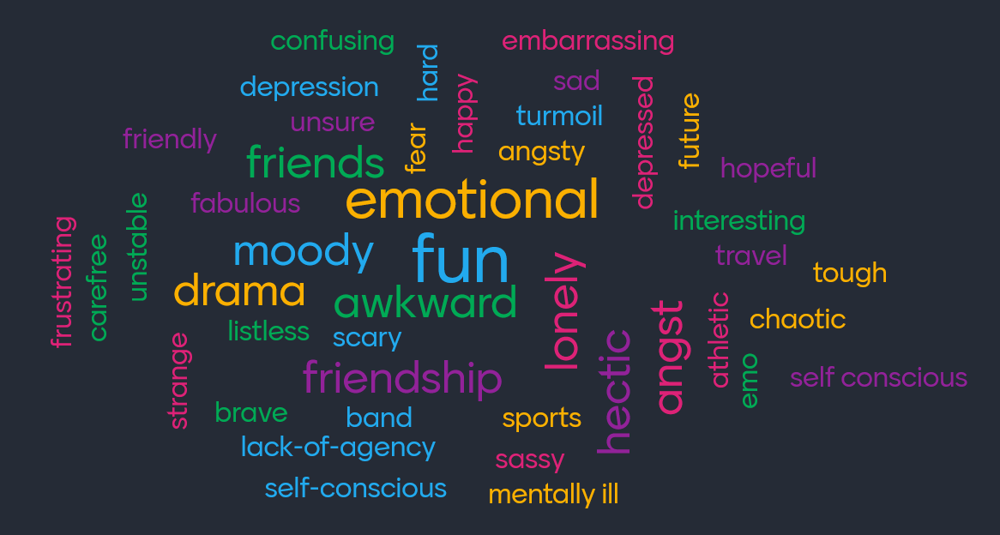 confusing
embarrassing
hard
depression
happy
sad
depressed
future
turmoil
unsure
fear
friendly
angsty
friends
hopeful
emotional
fabulous
unstable
interesting
frustrating
carefree
moody
fun
lonely
travel
tough
drama
awkward
angst
athletic
chaotic
listless
scary
strange
hectic
emo
friendship
self conscious
brave
band
sports
lack-of-agency
sassy
self-conscious
mentally ill